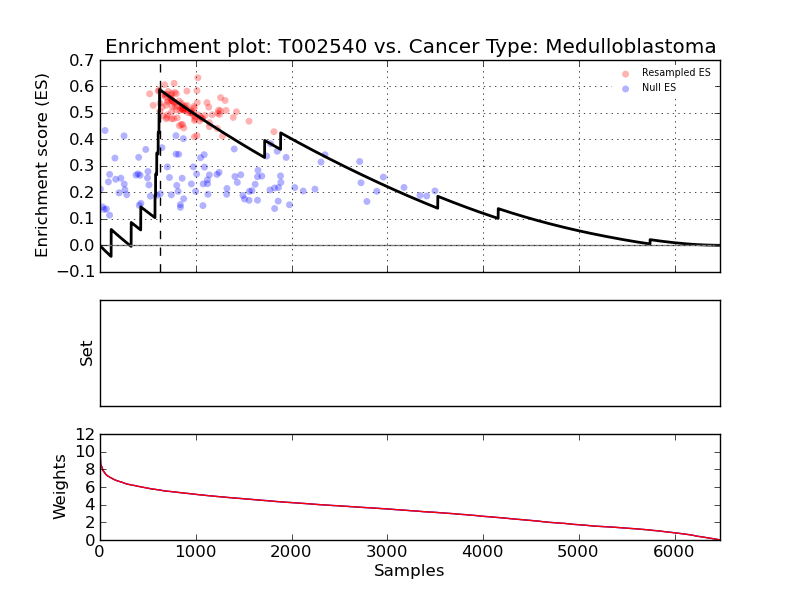 Enrichment plot: T002540 vs. Cancer Type: Medulloblastoma
0.7
0.6
0.5
0.4
0.3
0.2
0.1
0.0
−0.1
Enrichment score (ES)
Resampled ES
Null ES
Set
12
10
8
6
4
2
0
Weights
0 1000 2000 3000 4000 5000 6000
Samples